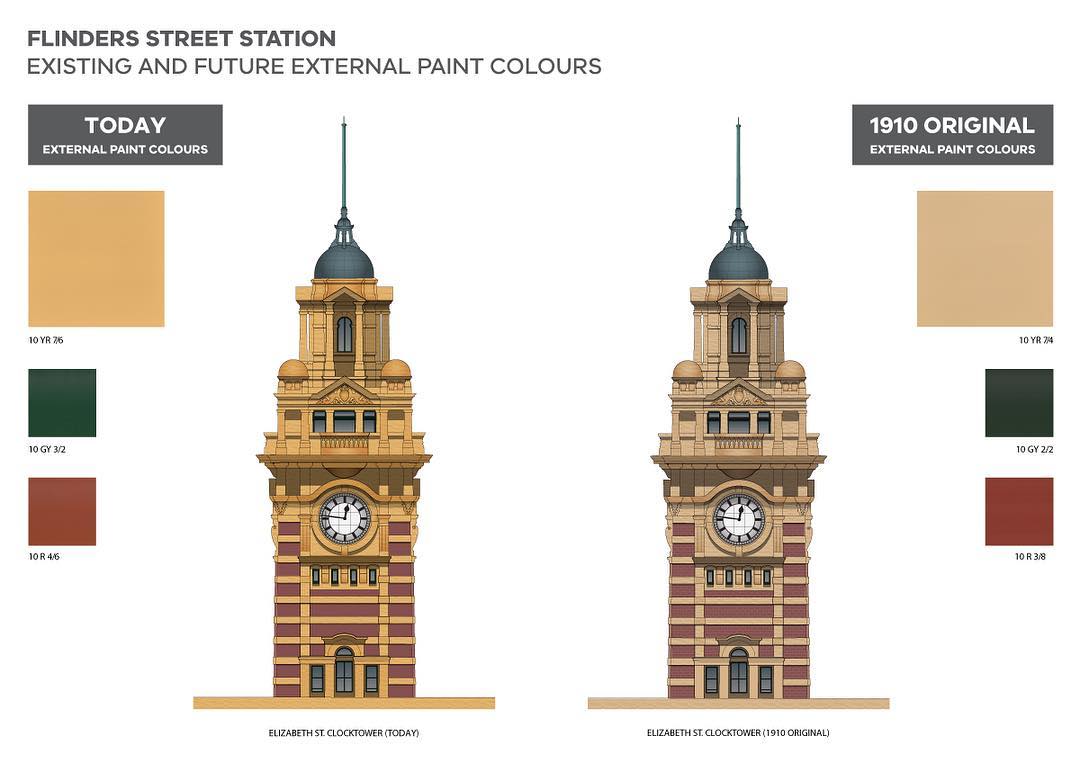 FLINDERS STREET STATION
EXISTING AND FUTURE EXTERNAL PAINT COLOURS
TODAY
EXTERNAL PAINT COLOURS
10 YR 7/6
10 GY 3/2
10 R 4/6
1910 ORIGINAL
EXTERNAL PAINT COLOURS
10 YR 7/4
10 GY 2/2
10 R 3/8
ELIZABETH ST. CLOCKTOWER (TODAY)
ELIZABETH ST. CLOCKTOWER (1910 ORIGINAL)